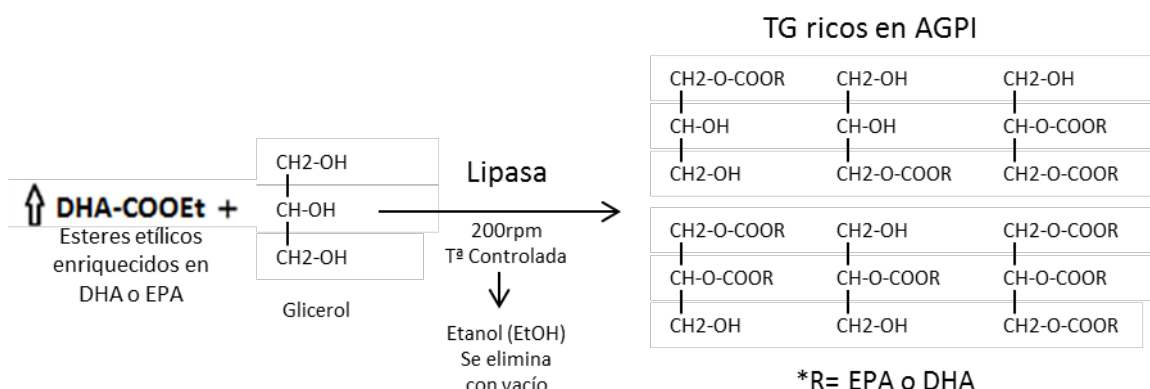 TG ricos en AGPI
CH2-O-COOR CH2-OH CH2-OH
CH-OH CH-OH CH-O-COOR
CH2-OH CH2-O-COOR CH2-O-COOR
CH2-O-COOR CH2-OH CH2-O-COOR
CH-O-COOR CH-O-COOR CH-O-COOR
CH2-OH CH2-OH CH2-O-COOR
*R= EPA o DHA
DHA-COOEt +
Esteres etílicos
enriquecidos en
DHA o EPA
CH2-OH
CH-OH
CH2-OH
Glicerol
Lipasa
200rpm
Tª Controlada
Etanol (EtOH)
Se elimina
con vacío